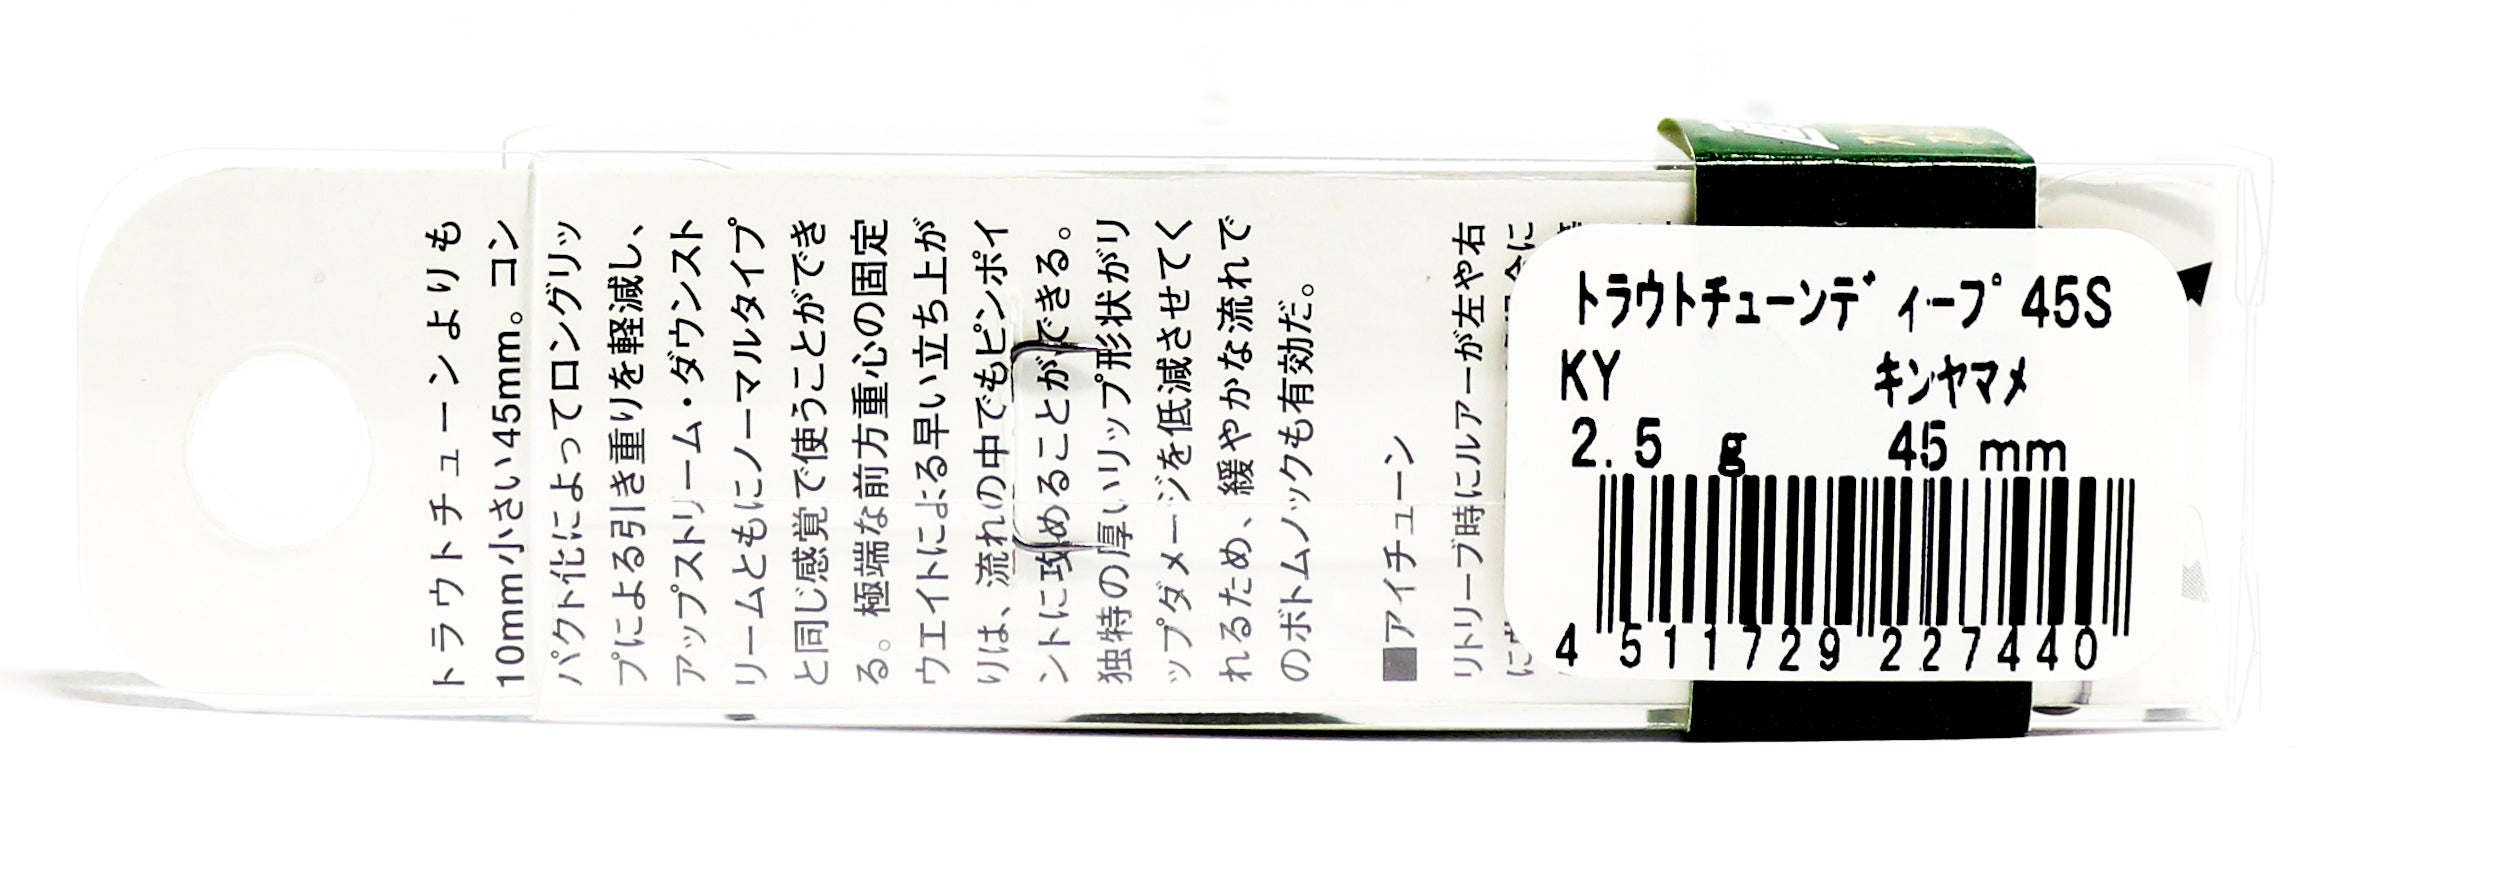 トラウトチューンよりも
10mm小さい45mm。コン
パクト化によってロングリッ
プによる引き重りを軽減し、
アップストリーム・ダウンスト
リームともにノーマルタイプ
と同じ感覚で使うことができ
る。極端な前方重心の固定
ウエイトによる早い立ち上が
りは、流れの中でもピンポイ
ントに攻めることができる。
独特の厚いリップ形状がリ
ップダメージを低減させてく
れるため、緩やかな流れで
のボトムノックも有効だ。
■アイチューン
リトリーブ時にルアーが左や右
トラウトチューンディープ 45S
KY キンヤマメ
2.5 g 45 mm
4 511729 227440